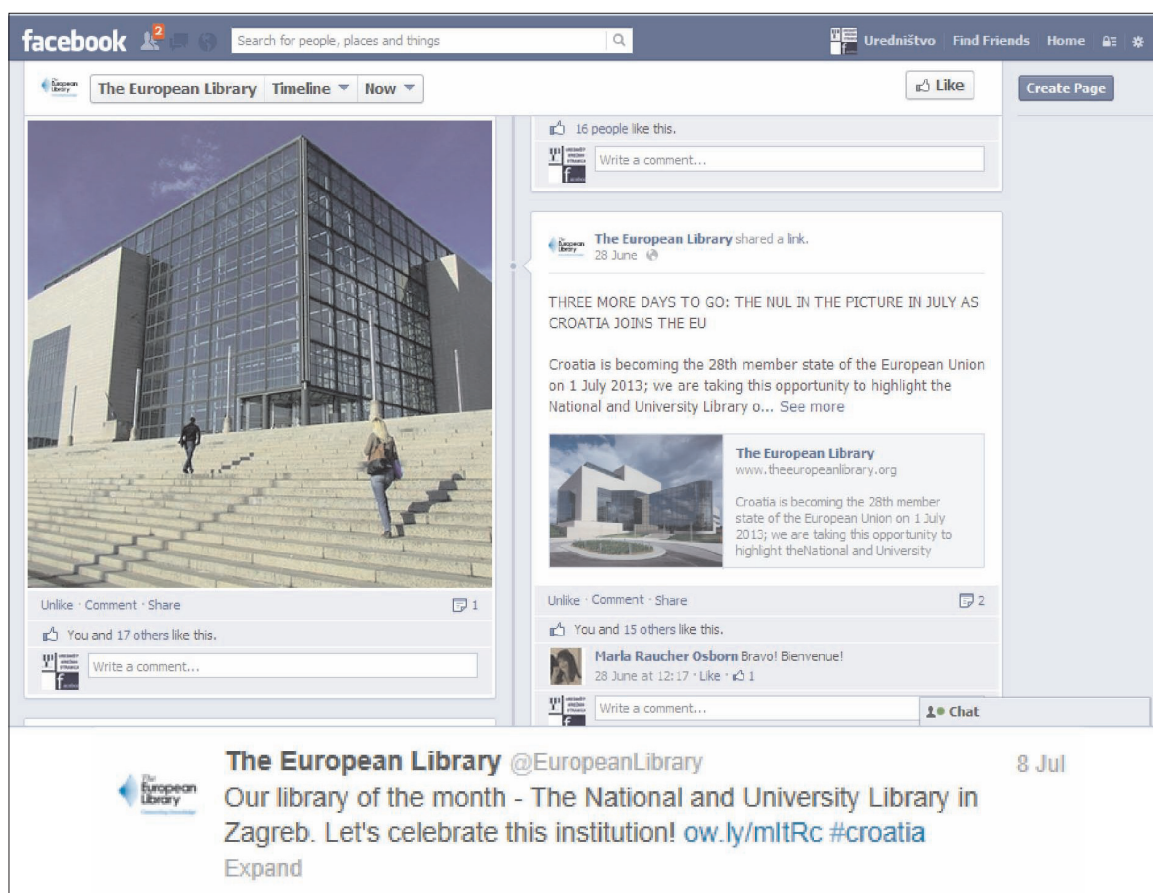 facebook 2 Search for people, places and things Uredništvo Find Friends Home
The European Library The European Library Timeline Now Like Create Page
Unlike · Comment · Share 1
You and 17 others like this.
Write a comment...
16 people like this.
Write a comment...
The European Library shared a link.
28 June
THREE MORE DAYS TO GO: THE NUL IN THE PICTURE IN JULY AS
CROATIA JOINS THE EU
Croatia is becoming the 28th member state of the European Union
on 1 July 2013; we are taking this opportunity to highlight the
National and University Library o... See more
The European Library
www.theeuropeanlibrary.org
Croatia is becoming the 28th member
state of the European Union on 1 July
2013; we are taking this opportunity to
highlight theNational and University
Unlike · Comment · Share 2
You and 15 others like this.
Marla Raucher Osborn Bravo! Bienvenue!
28 June at 12:17 · Like · 1
Write a comment...
Chat
The European Library
The European Library @EuropeanLibrary 8 Jul
Our library of the month - The National and University Library in
Zagreb. Let's celebrate this institution! ow.ly/mItRc #croatia
Expand